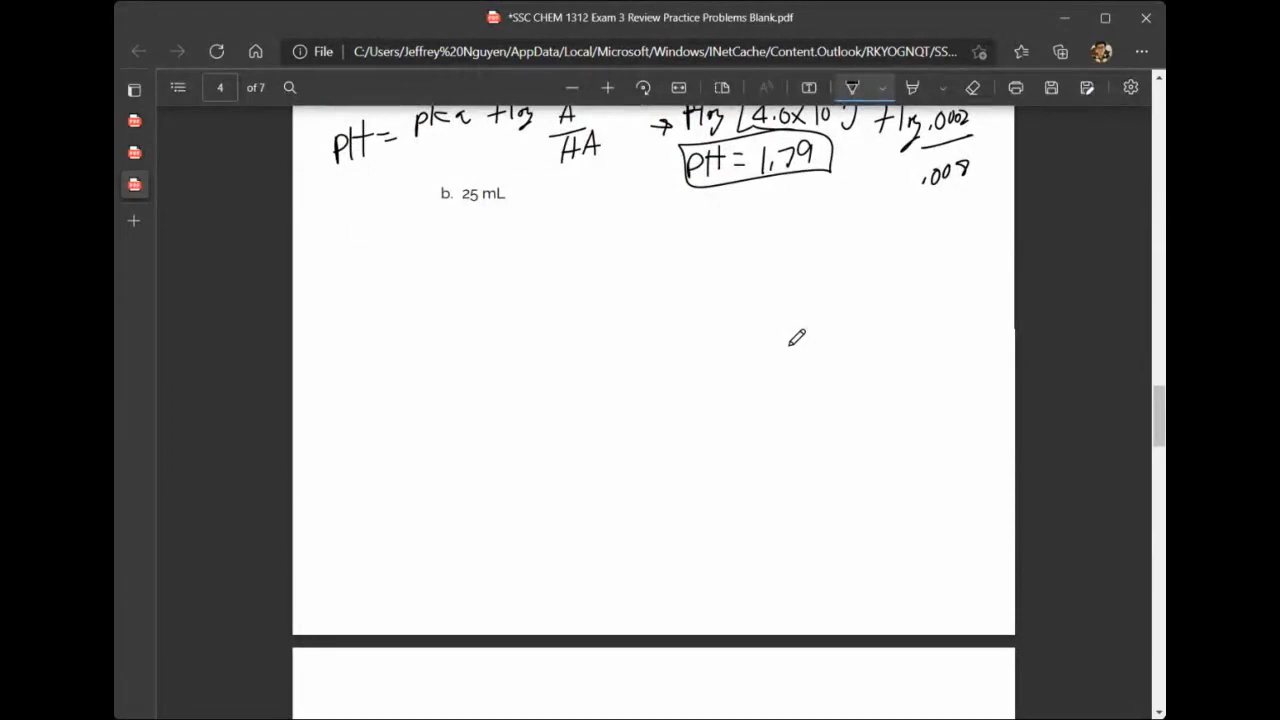 *SSC CHEM 1312 Exam 3 Review Practice Problems Blank.pdf
File C:/Users/Jeffrey%20Nguyen/AppData/Local/Microsoft/Windows/INetCache/Content.Outlook/RKYOGNQT/SS...
4 of 7
pH = pka + log A / HA
→ + log .0002 / .008
pH = 1.79
b. 25 mL